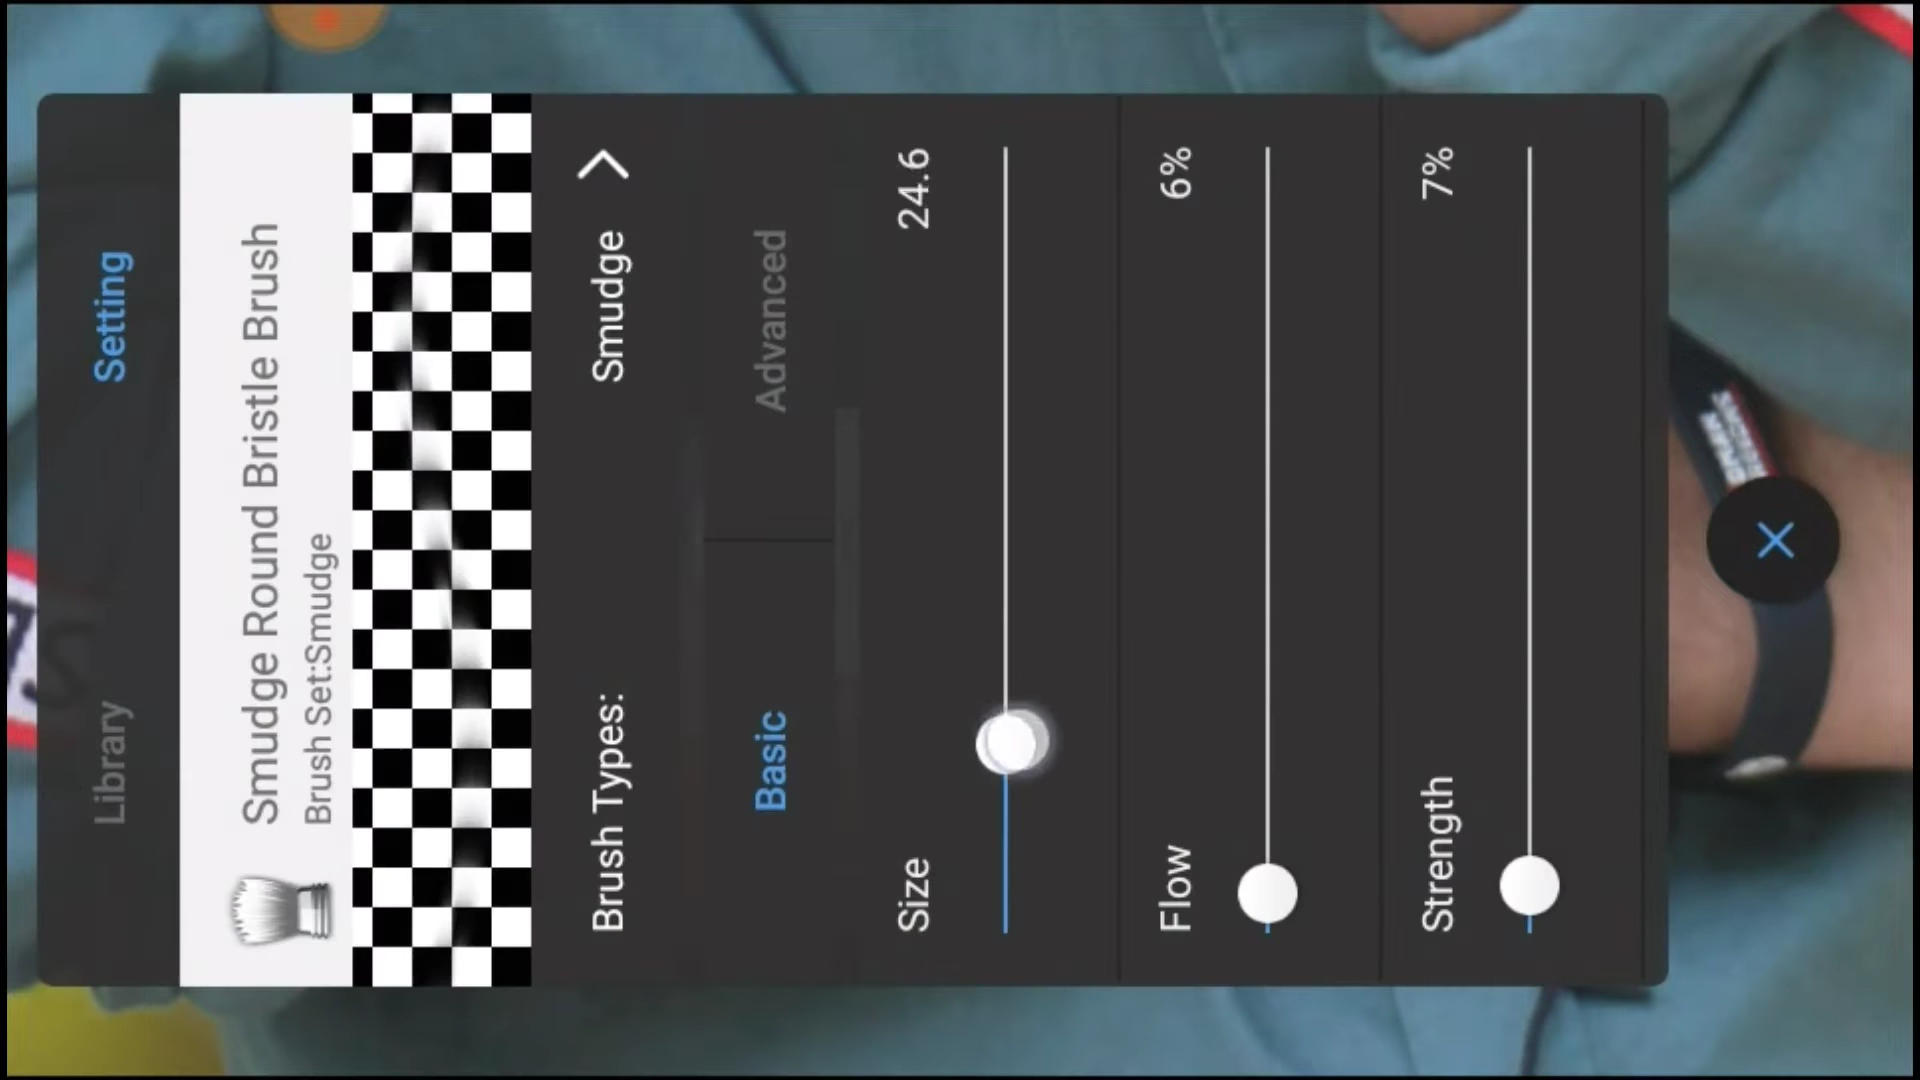 Library
Setting
Smudge Round Bristle Brush
Brush Set:Smudge
Brush Types:
Smudge
Basic
Advanced
Size
24.6
Flow
6%
Strength
7%